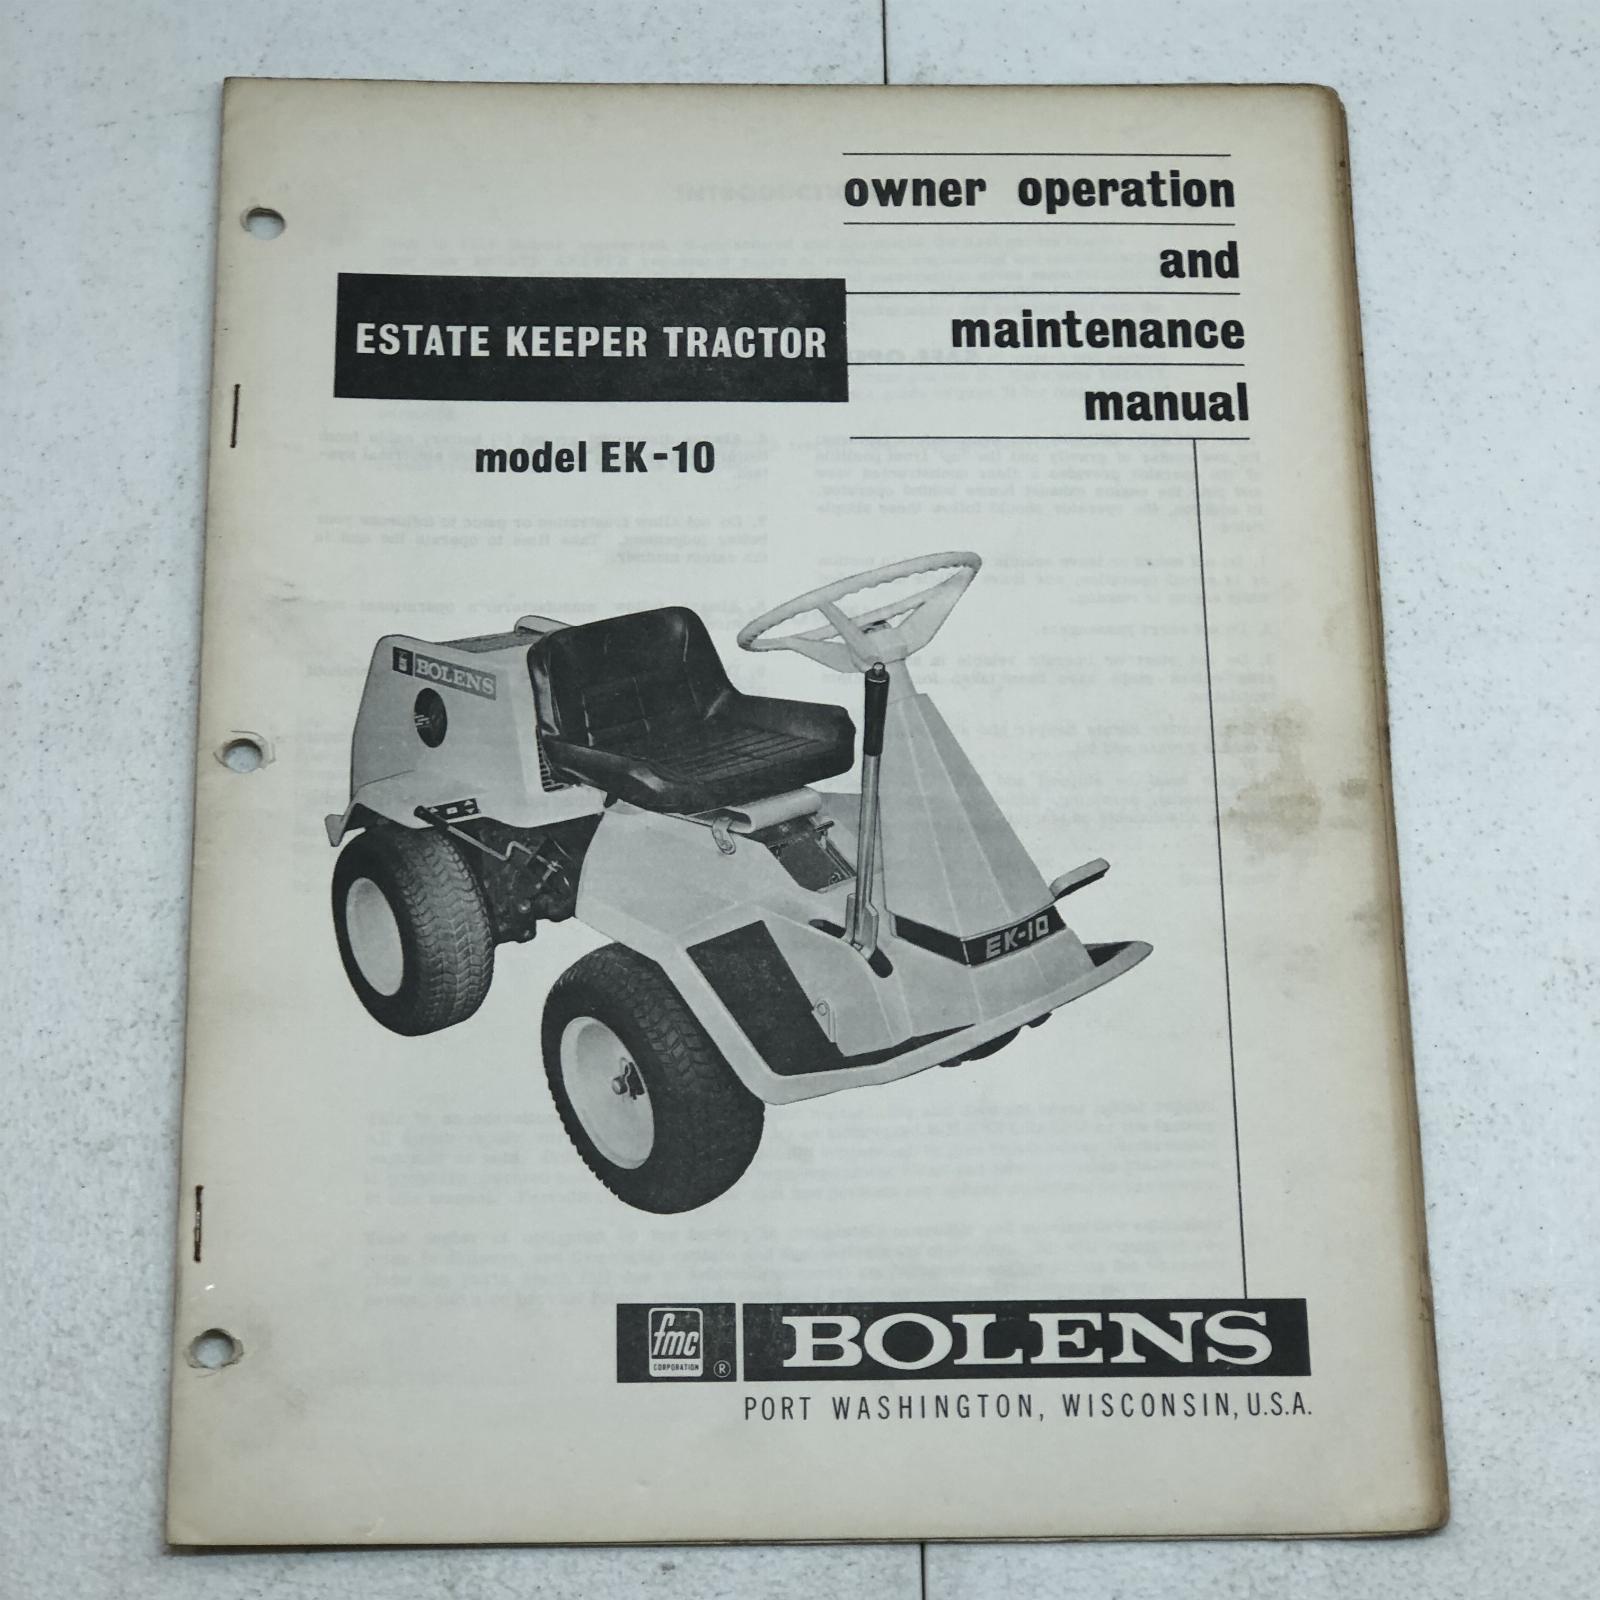 owner operation
and
maintenance
manual
ESTATE KEEPER TRACTOR
model EK-10
BOLENS
EK-10
fmc
CORPORATION
®
BOLENS
PORT WASHINGTON, WISCONSIN, U.S.A.